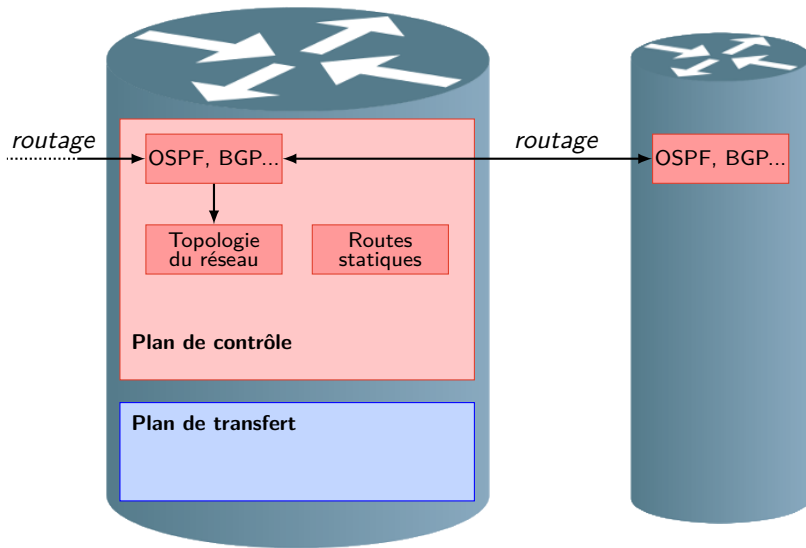 routage
routage
OSPF, BGP...
OSPF, BGP...
Topologie
du réseau
Routes
statiques
Plan de contrôle
Plan de transfert